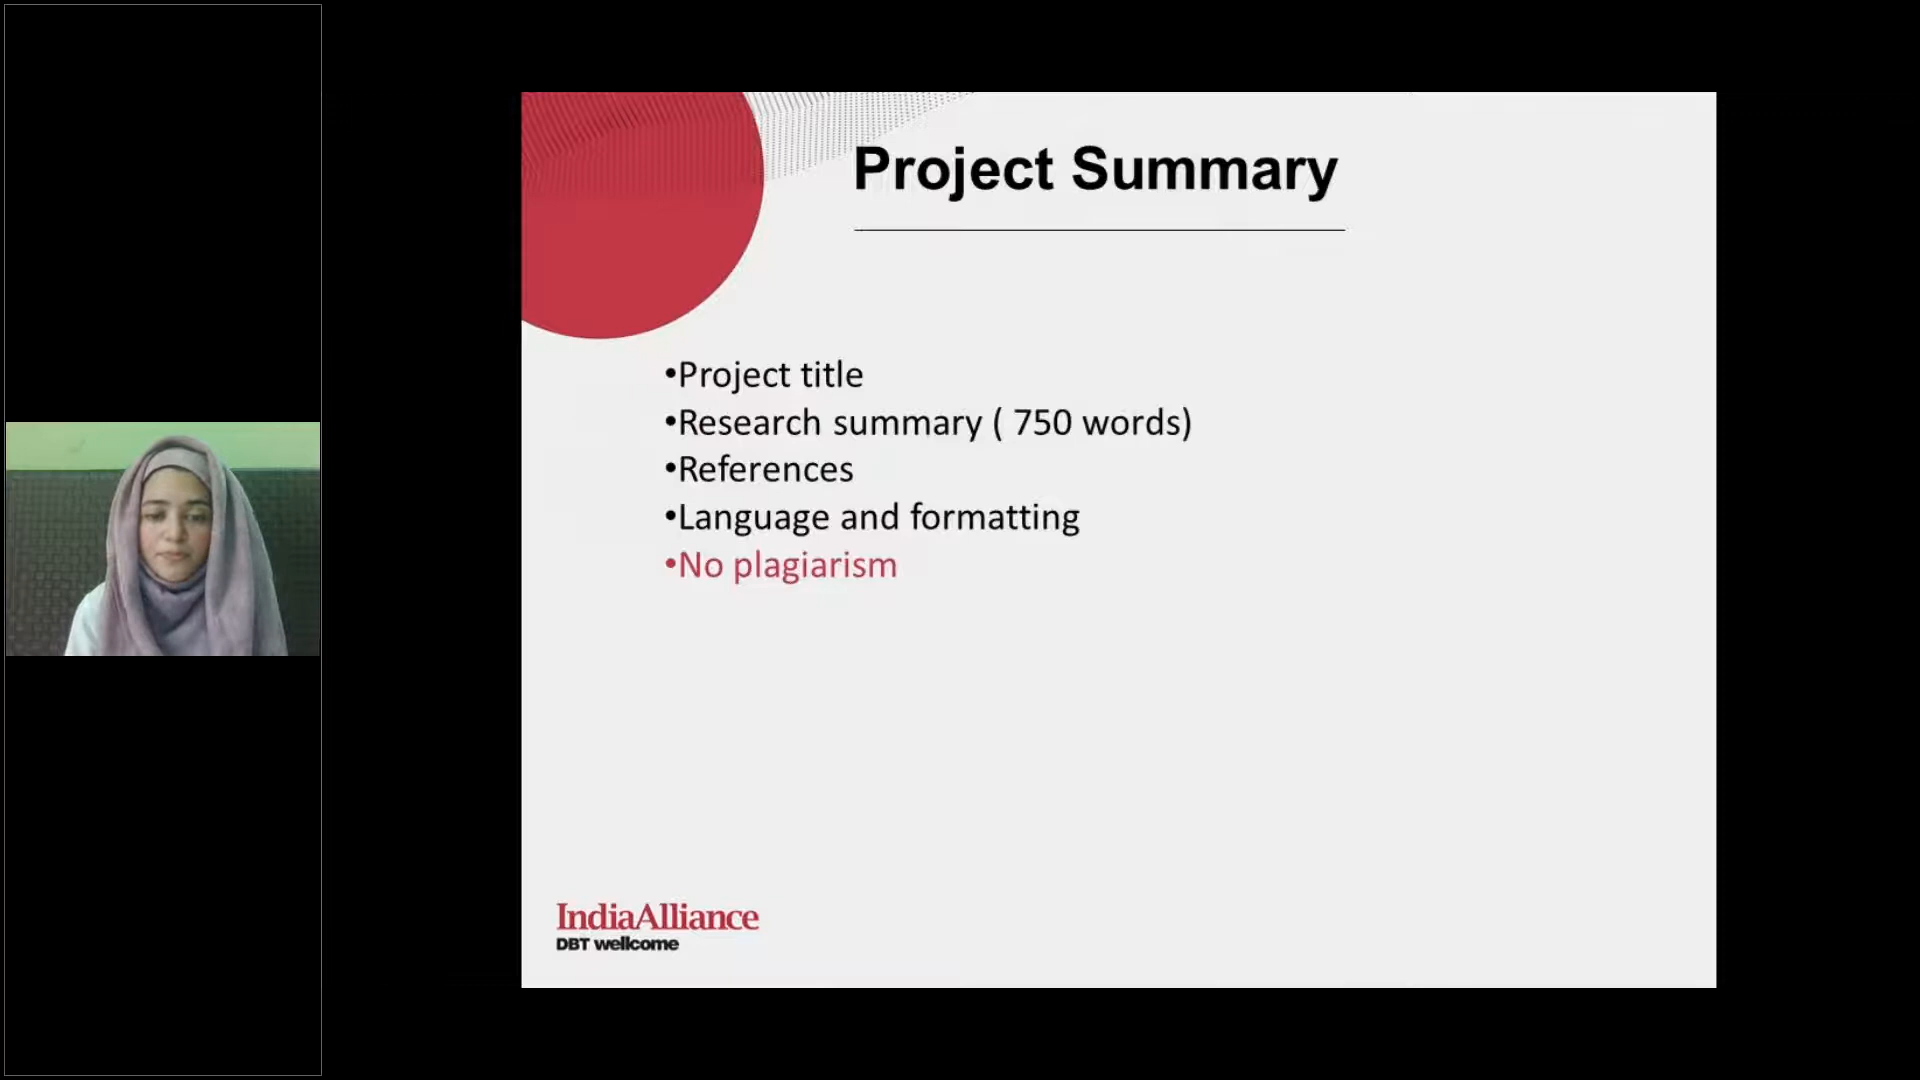 Project Summary
•Project title
•Research summary ( 750 words)
•References
•Language and formatting
•No plagiarism
IndiaAlliance
DBT wellcome